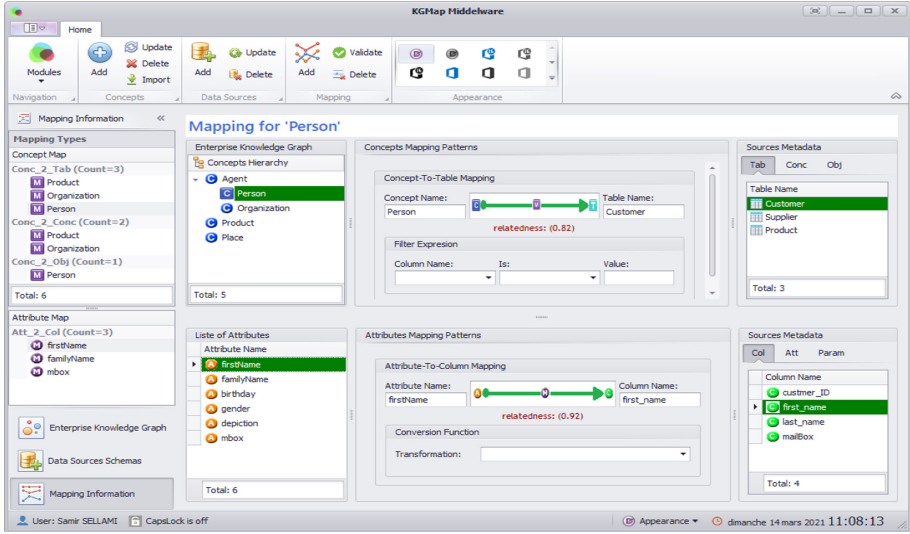 KGMap Middelware
Home
Modules
Add
Update
Delete
Import
Add
Update
Delete
Add
Validate
Delete
Navigation
Concepts
Data Sources
Mapping
Appearance
Mapping Information
Mapping Types
Concept Map
Conc_2_Tab (Count=3)
Product
Organization
Person
Conc_2_Conc (Count=2)
Product
Organization
Conc_2_Obj (Count=1)
Person
Total: 6
Attribute Map
Att_2_Col (Count=3)
firstName
familyName
mbox
Enterprise Knowledge Graph
Data Sources Schemas
Mapping Information
Mapping for 'Person'
Enterprise Knowledge Graph
Concepts Hierarchy
Agent
Person
Organization
Product
Place
Total: 5
Concepts Mapping Patterns
Concept-To-Table Mapping
Concept Name:
Person
C
M
T
Table Name:
Customer
relatedness: (0.82)
Filter Expresion
Column Name:
Is:
Value:
Sources Metadata
Tab
Conc
Obj
Table Name
Customer
Supplier
Product
Total: 3
Liste of Attributes
Attribute Name
firstName
familyName
birthday
gender
depiction
mbox
Total: 6
Attributes Mapping Patterns
Attribute-To-Column Mapping
Attribute Name:
firstName
A
M
C
Column Name:
first_name
relatedness: (0.92)
Conversion Function
Transformation:
Sources Metadata
Col
Att
Param
Column Name
custmer_ID
first_name
last_name
mailBox
Total: 4
User: Samir SELLAMI
CapsLock is off
Appearance
dimanche 14 mars 2021 11:08:13